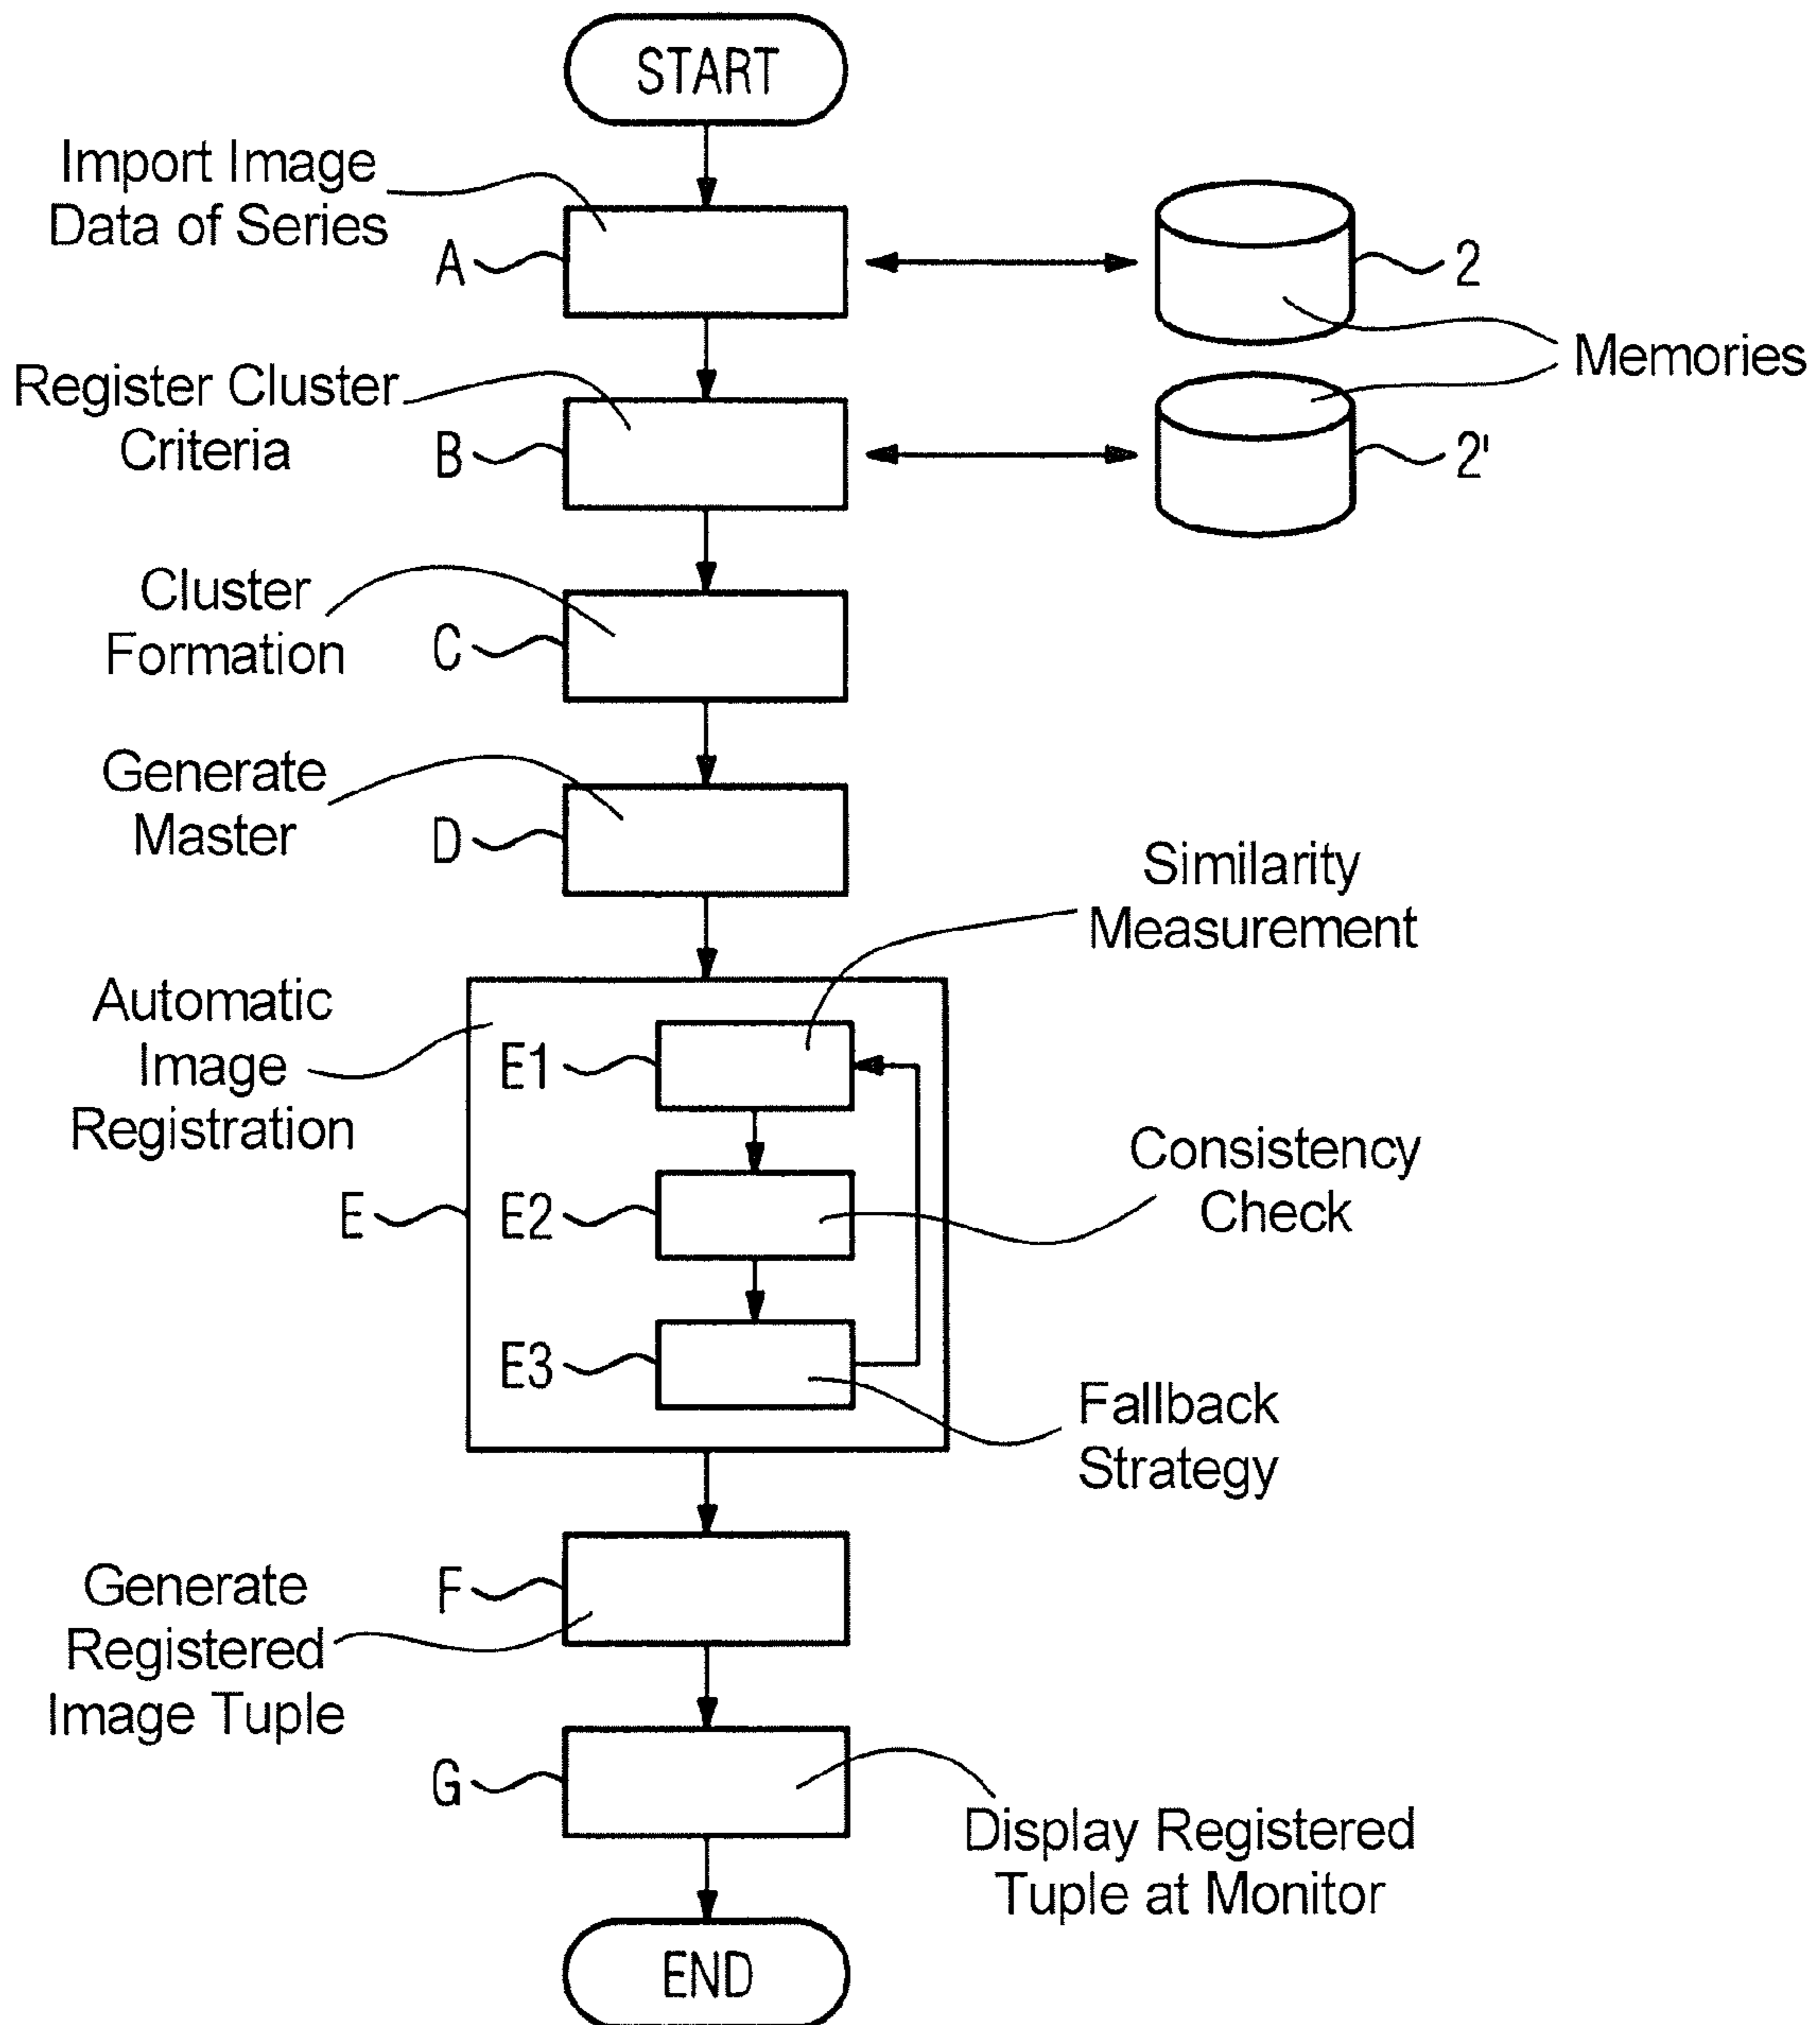 START
Import Image
Data of Series
A
2
Memories
Register Cluster
Criteria
B
2'
Cluster
Formation
C
Generate
Master
D
Similarity
Measurement
Automatic
Image
Registration
E1
Consistency
Check
E
E2
E3
Fallback
Strategy
Generate
Registered
Image Tuple
F
G
Display Registered
Tuple at Monitor
END